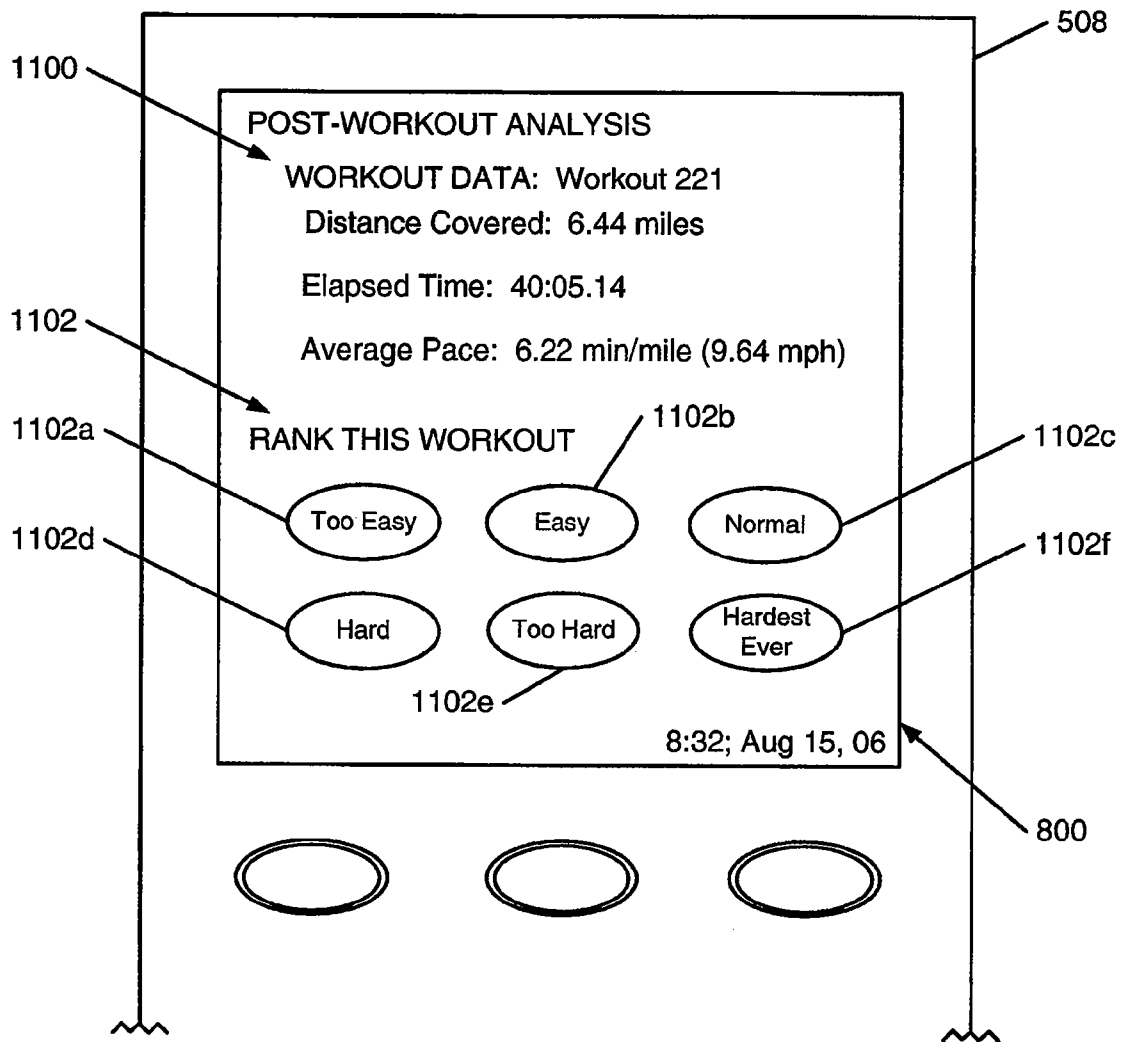 508
1100
POST-WORKOUT ANALYSIS
WORKOUT DATA: Workout 221
Distance Covered: 6.44 miles
Elapsed Time: 40:05.14
1102
Average Pace: 6.22 min/mile (9.64 mph)
1102b
1102a
RANK THIS WORKOUT
1102c
Too Easy
Easy
Normal
1102d
1102f
Hard
Too Hard
Hardest
Ever
1102e
8:32; Aug 15, 06
800